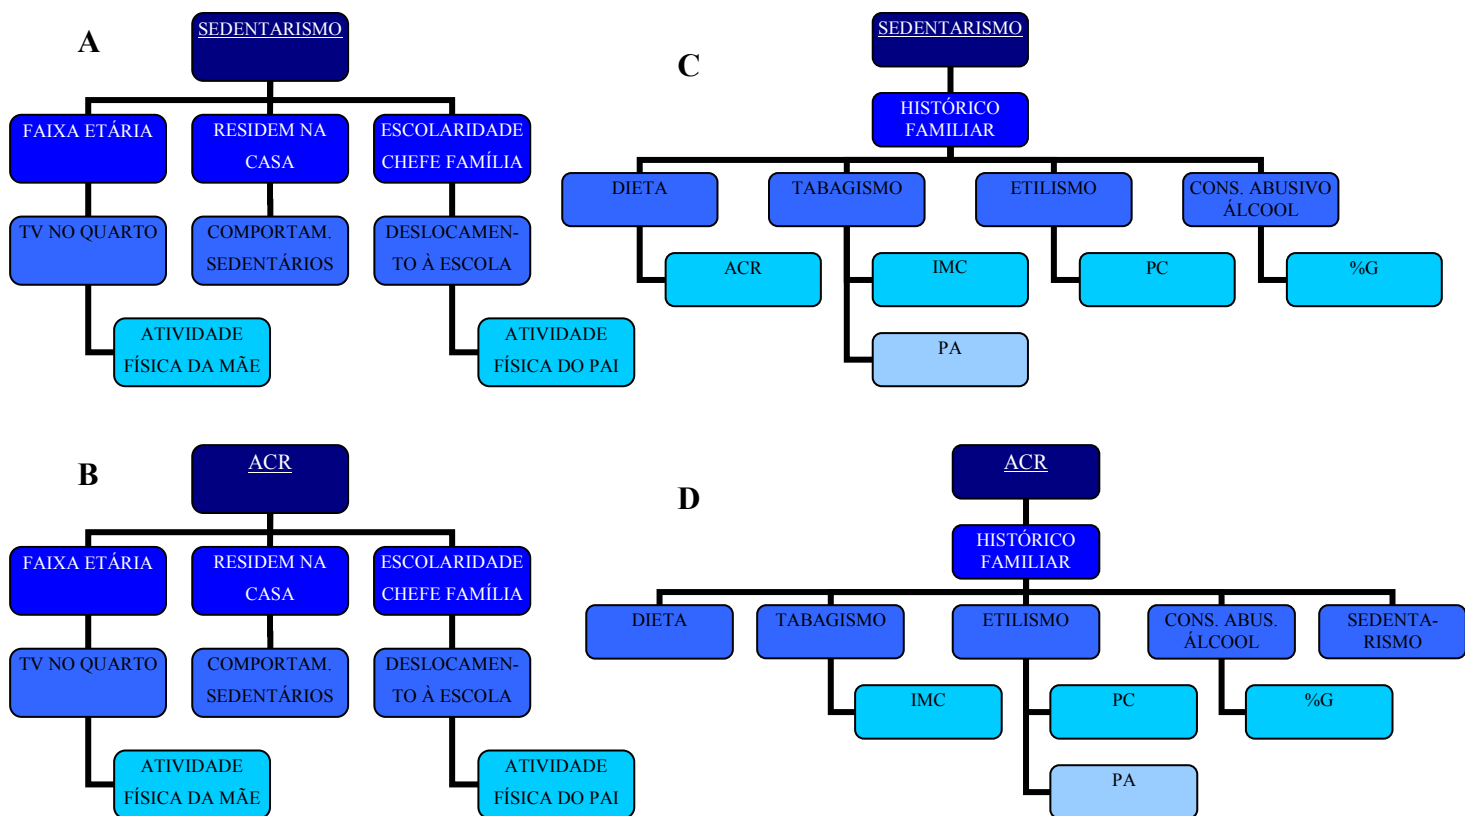 A
SEDENTARISMO
FAIXA ETÁRIA
RESIDEM NA
CASA
ESCOLARIDADE
CHEFE FAMÍLIA
TV NO QUARTO
COMPORTAM.
SEDENTÁRIOS
DESLOCAMEN-
TO À ESCOLA
ATIVIDADE
FÍSICA DA MÃE
ATIVIDADE
FÍSICA DO PAI
C
SEDENTARISMO
HISTÓRICO
FAMILIAR
DIETA
TABAGISMO
ETILISMO
CONS. ABUSIVO
ÁLCOOL
ACR
IMC
PC
%G
PA
B
ACR
FAIXA ETÁRIA
RESIDEM NA
CASA
ESCOLARIDADE
CHEFE FAMÍLIA
TV NO QUARTO
COMPORTAM.
SEDENTÁRIOS
DESLOCAMEN-
TO À ESCOLA
ATIVIDADE
FÍSICA DA MÃE
ATIVIDADE
FÍSICA DO PAI
D
ACR
HISTÓRICO
FAMILIAR
DIETA
TABAGISMO
ETILISMO
CONS. ABUS.
ÁLCOOL
SEDENTA-
RISMO
IMC
PC
%G
PA